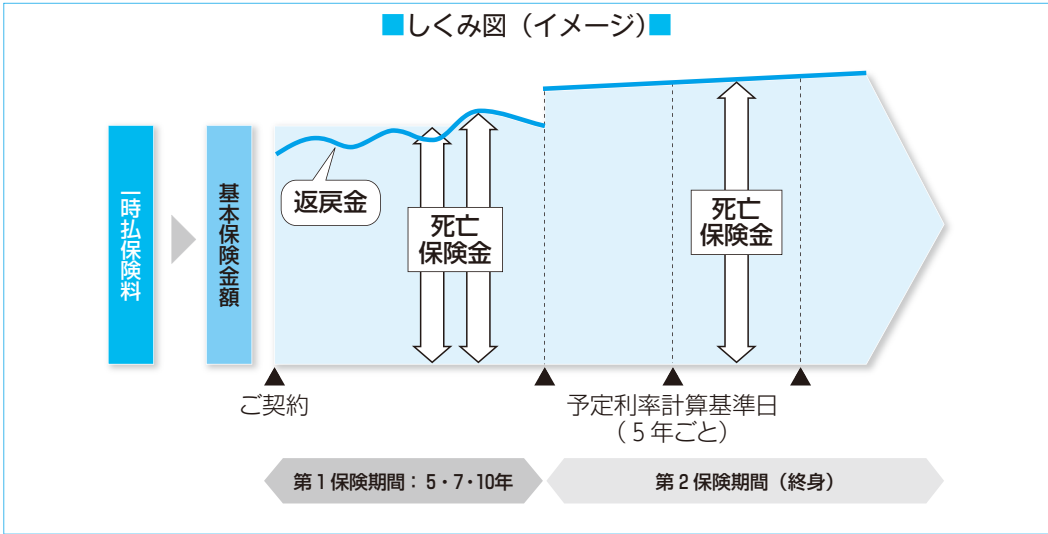 ■しくみ図（イメージ）■
一時払保険料
基本保険金額
返戻金
死亡
保険金
死亡
保険金
ご契約
予定利率計算基準日
（５年ごと）
第１保険期間：５・７・10年
第２保険期間（終身）